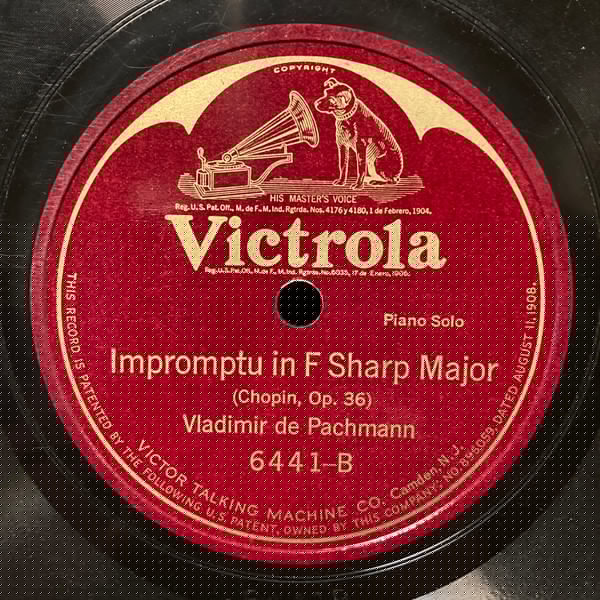 COPYRIGHT
HIS MASTER'S VOICE
Reg. U.S. Pat. Off., M. de F. M. Ind. Rgtrda. Nos. 4176 y 4180, 1 de Febrero, 1904.
Victrola
Reg. U.S. Pat. Off., M. de F., M. Ind. Rgtrda. No. 8035, 17 de Enero, 1908.
Piano Solo
Impromptu in F Sharp Major
(Chopin, Op. 36)
Vladimir de Pachmann
6441-B
VICTOR TALKING MACHINE CO. Camden, N. J.
THIS RECORD IS PATENTED BY THE FOLLOWING U.S. PATENT, OWNED BY THIS COMPANY: NO. 896059, DATED AUGUST 11, 1908.